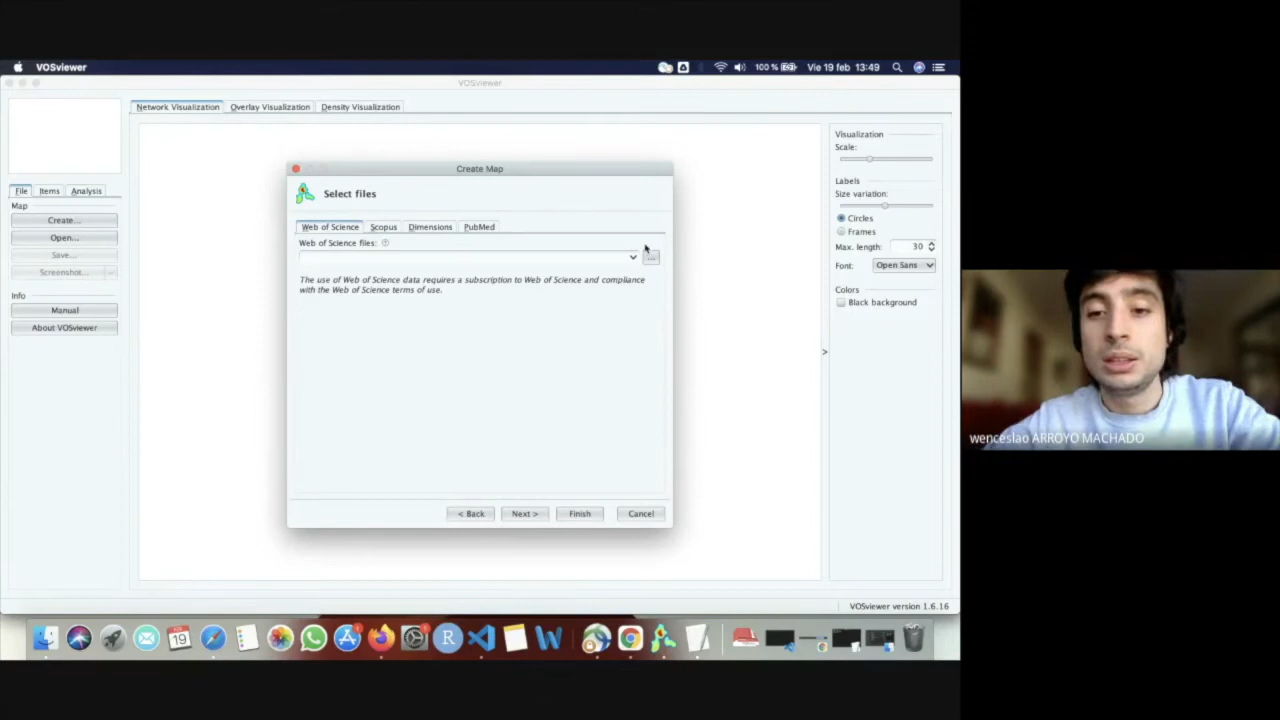 VOSviewer
100 %
Vie 19 feb 13:49
VOSviewer
Network Visualization
Overlay Visualization
Density Visualization
File
Items
Analysis
Map
Create...
Open...
Save...
Screenshot...
Info
Manual
About VOSviewer
Create Map
Select files
Web of Science
Scopus
Dimensions
PubMed
Web of Science files:
...
The use of Web of Science data requires a subscription to Web of Science and compliance
with the Web of Science terms of use.
< Back
Next >
Finish
Cancel
Visualization
Scale:
Labels
Size variation:
Circles
Frames
Max. length:
30
Font:
Open Sans
Colors
Black background
>
VOSviewer version 1.6.16
19
R
W
wenceslao ARROYO MACHADO